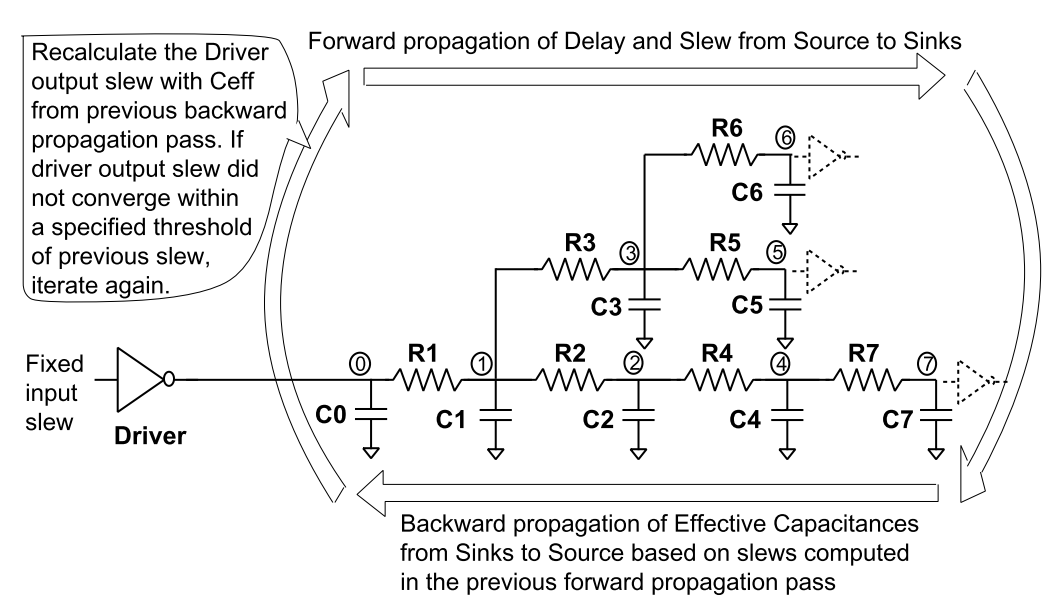 Forward propagation of Delay and Slew from Source to Sinks
Recalculate the Driver
output slew with Ceff
from previous backward
propagation pass. If
driver output slew did
not converge within
a specified threshold
of previous slew,
iterate again.
R6
6
C6
R3
3
R5
5
C3
C5
Fixed
input
slew
Driver
0
R1
1
R2
2
R4
4
R7
7
C0
C1
C2
C4
C7
Backward propagation of Effective Capacitances
from Sinks to Source based on slews computed
in the previous forward propagation pass